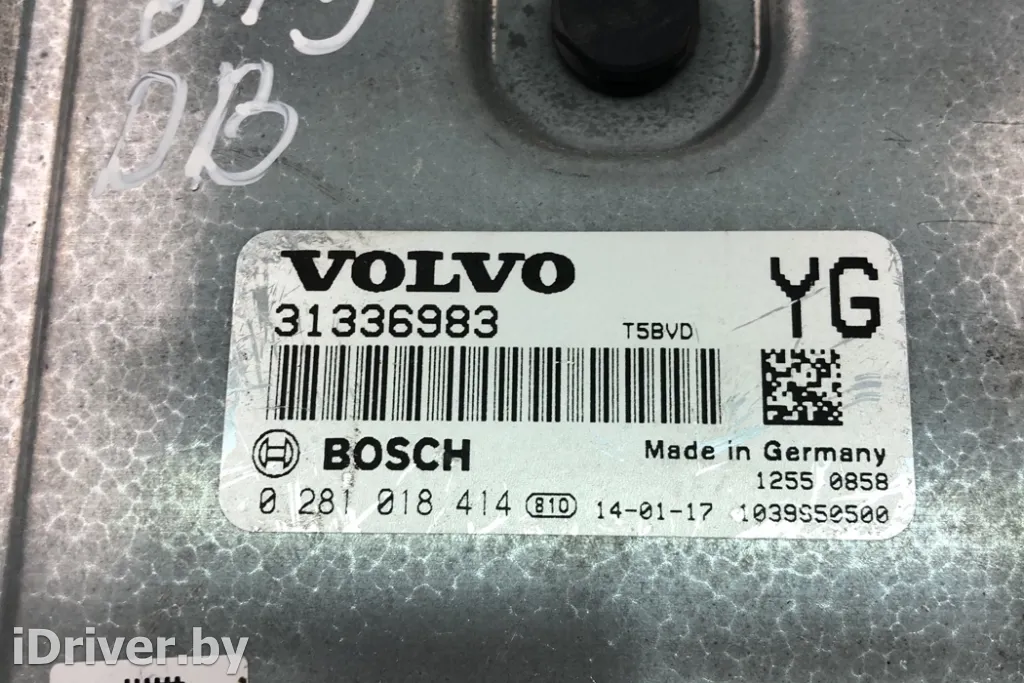 DB
VOLVO
31336983
T5BVD
YG
BOSCH
Made in Germany
1255 0858
0 281 018 414 810 14-01-17 1039S50500
iDriver.by